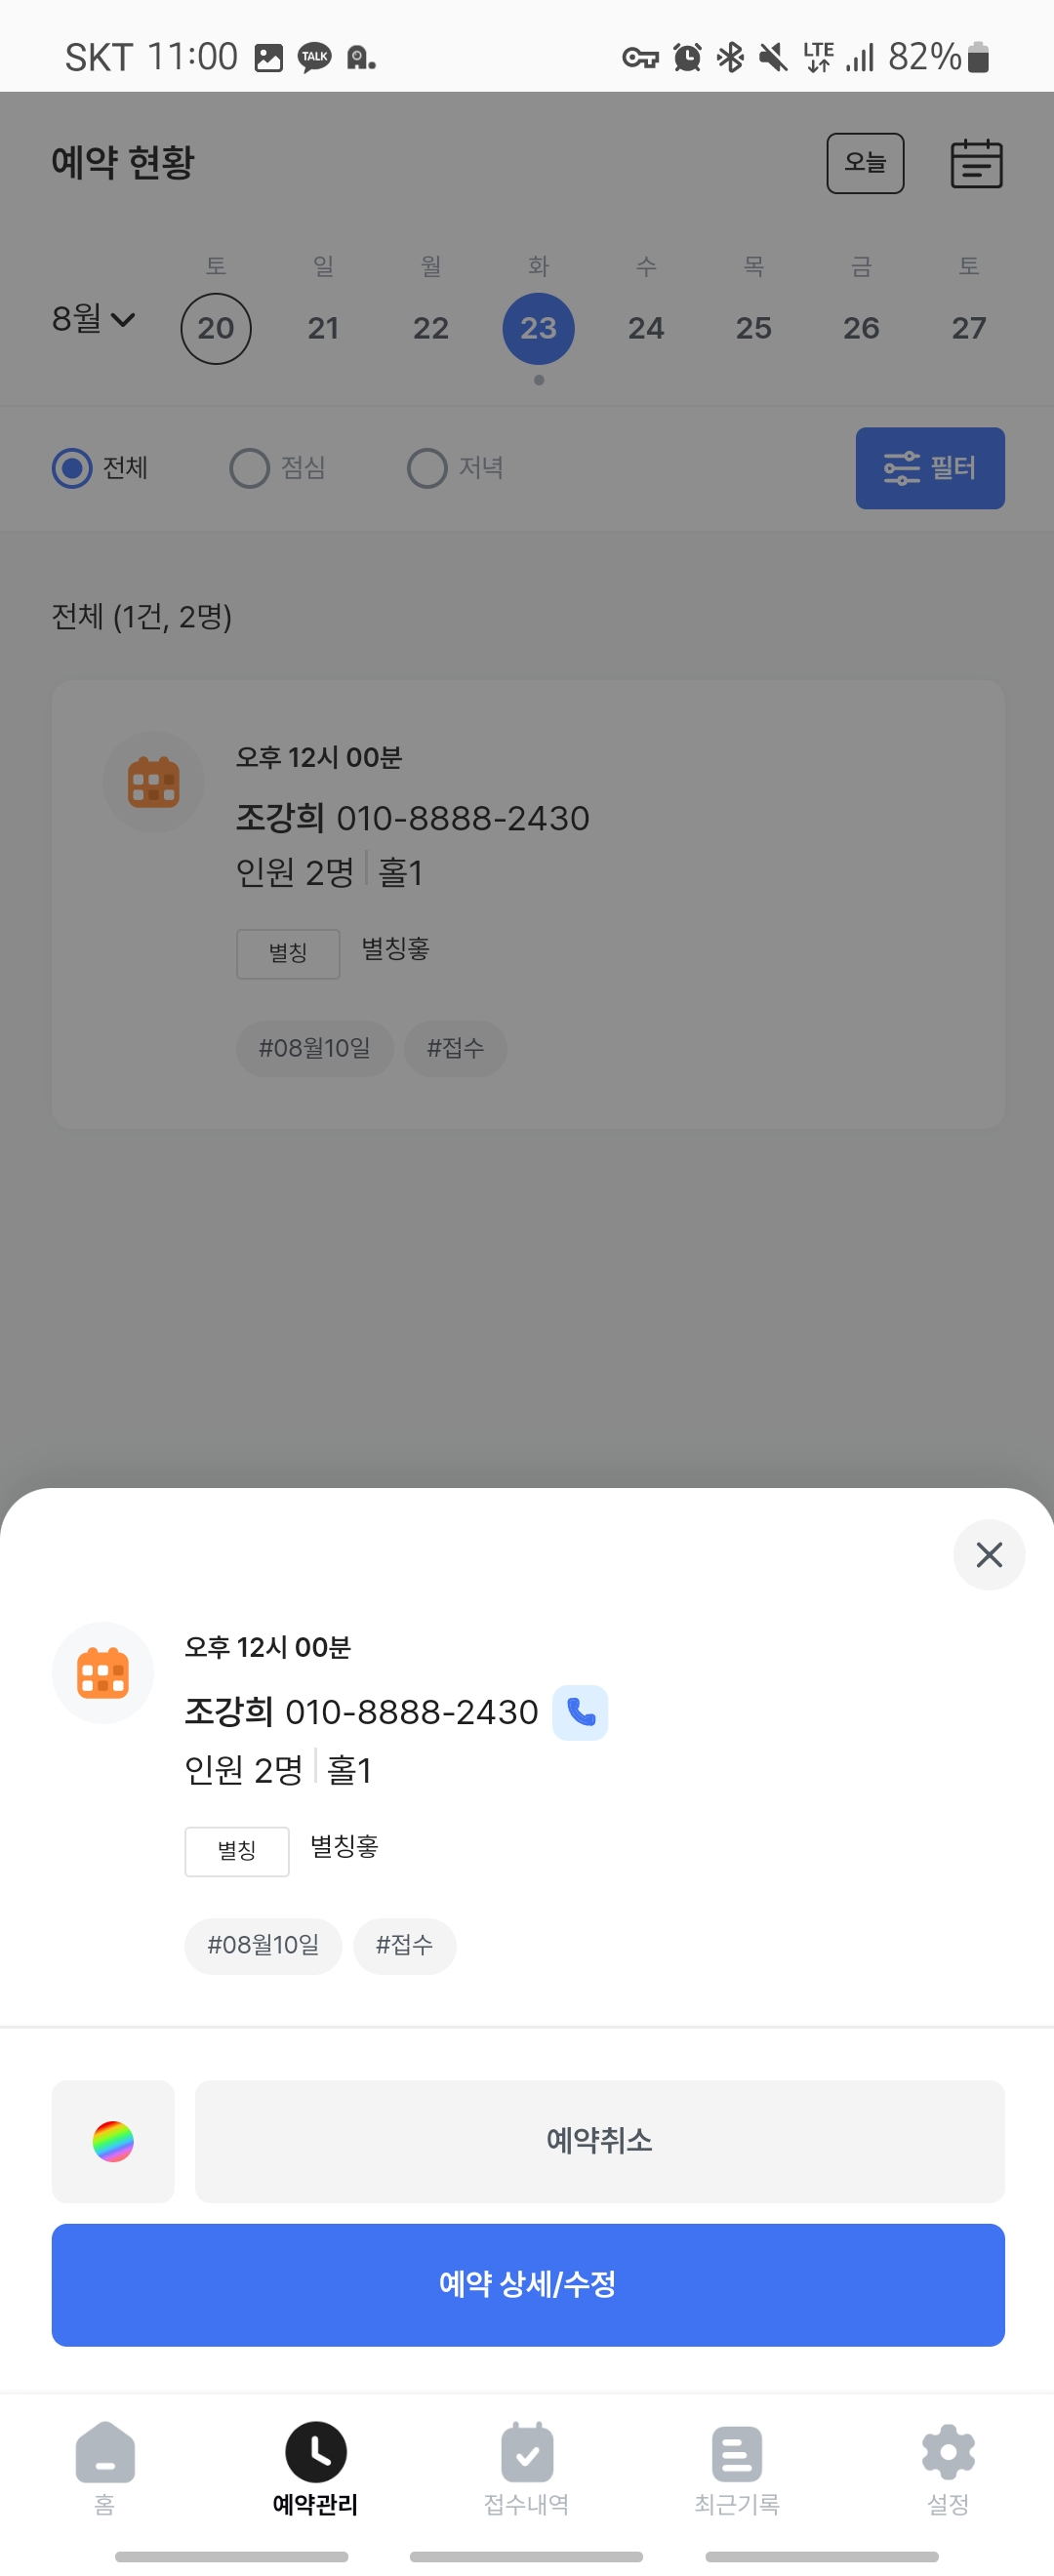 SKT 11:00 TALK LTE 82%
예약 현황 오늘
토 일 월 화 수 목 금 토
8월 20 21 22 23 24 25 26 27
전체 점심 저녁 필터
전체 (1건, 2명)
오후 12시 00분
조강희 010-8888-2430
인원 2명 홀1
별칭 별칭홓
#08월10일 #접수
오후 12시 00분
조강희 010-8888-2430
인원 2명 홀1
별칭 별칭홓
#08월10일 #접수
예약취소
예약 상세/수정
홈 예약관리 접수내역 최근기록 설정